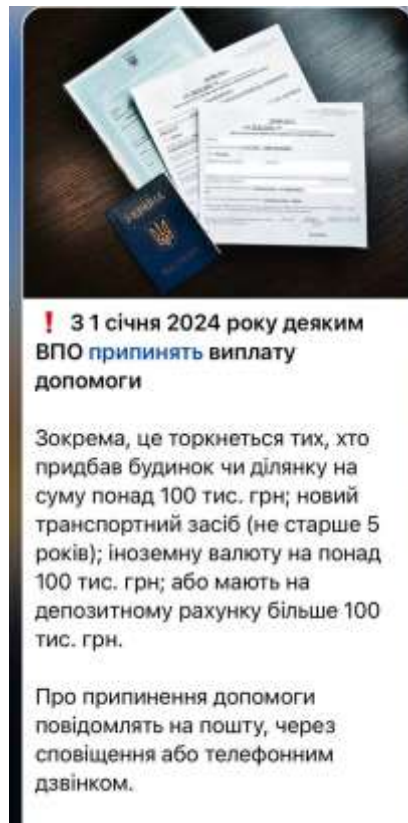 УКРАЇНА
❗ З 1 січня 2024 року деяким
ВПО припинять виплату
допомоги
Зокрема, це торкнеться тих, хто
придбав будинок чи ділянку на
суму понад 100 тис. грн; новий
транспортний засіб (не старше 5
років); іноземну валюту на понад
100 тис. грн; або мають на
депозитному рахунку більше 100
тис. грн.
Про припинення допомоги
повідомлять на пошту, через
сповіщення або телефонним
дзвінком.